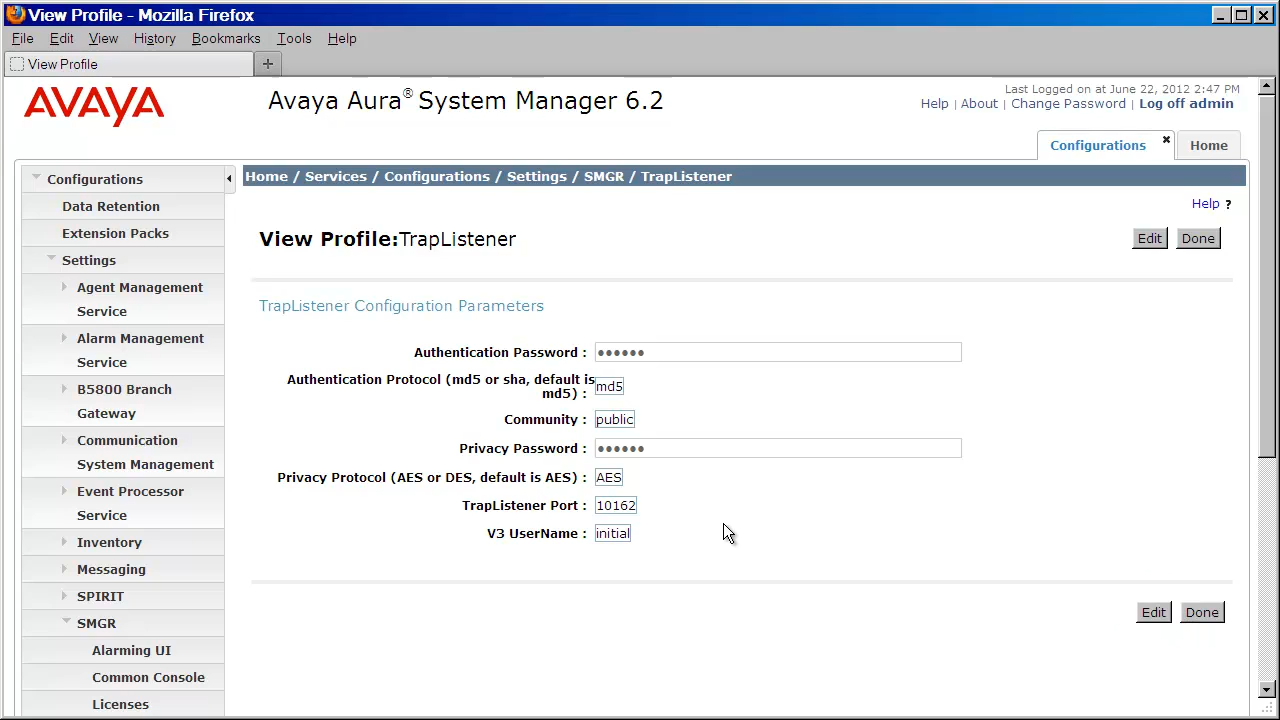 View Profile - Mozilla Firefox
File Edit View History Bookmarks Tools Help
View Profile
AVAYA
Avaya Aura® System Manager 6.2
Last Logged on at June 22, 2012 2:47 PM
Help | About | Change Password | Log off admin
Configurations
Home
Configurations
Data Retention
Extension Packs
Settings
Agent Management
Service
Alarm Management
Service
B5800 Branch
Gateway
Communication
System Management
Event Processor
Service
Inventory
Messaging
SPIRIT
SMGR
Alarming UI
Common Console
Licenses
Home / Services / Configurations / Settings / SMGR / TrapListener
Help ?
View Profile:TrapListener
Edit Done
TrapListener Configuration Parameters
Authentication Password : ●●●●●●
Authentication Protocol (md5 or sha, default is
md5) : md5
Community : public
Privacy Password : ●●●●●●
Privacy Protocol (AES or DES, default is AES) : AES
TrapListener Port : 10162
V3 UserName : initial
Edit Done